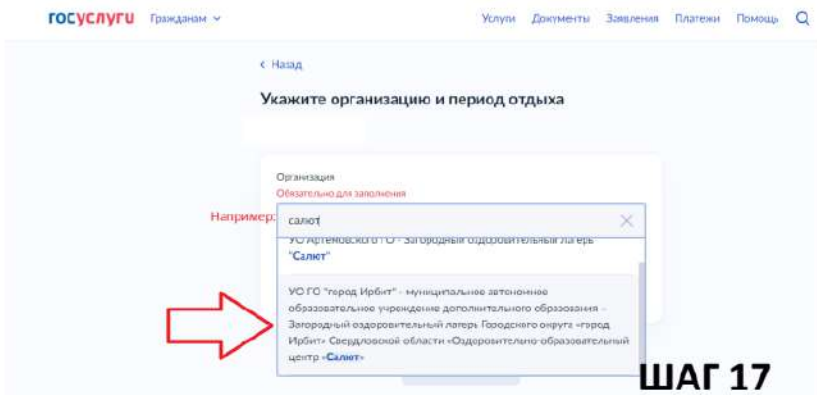 госуслуги Гражданам Услуги Документы Заявления Платежи Помощь
Назад
Укажите организацию и период отдыха
Организация
Обязательно для заполнения
Например: салют
УО Артемовского ГО - Загородный оздоровительный лагерь
"Салют"
УО ГО "город Ирбит" - муниципальное автономное
образовательное учреждение дополнительного образования –
Загородный оздоровительный лагерь Городского округа «город
Ирбит» Свердловской области «Оздоровительно-образовательный
центр «Салют»
ШАГ 17